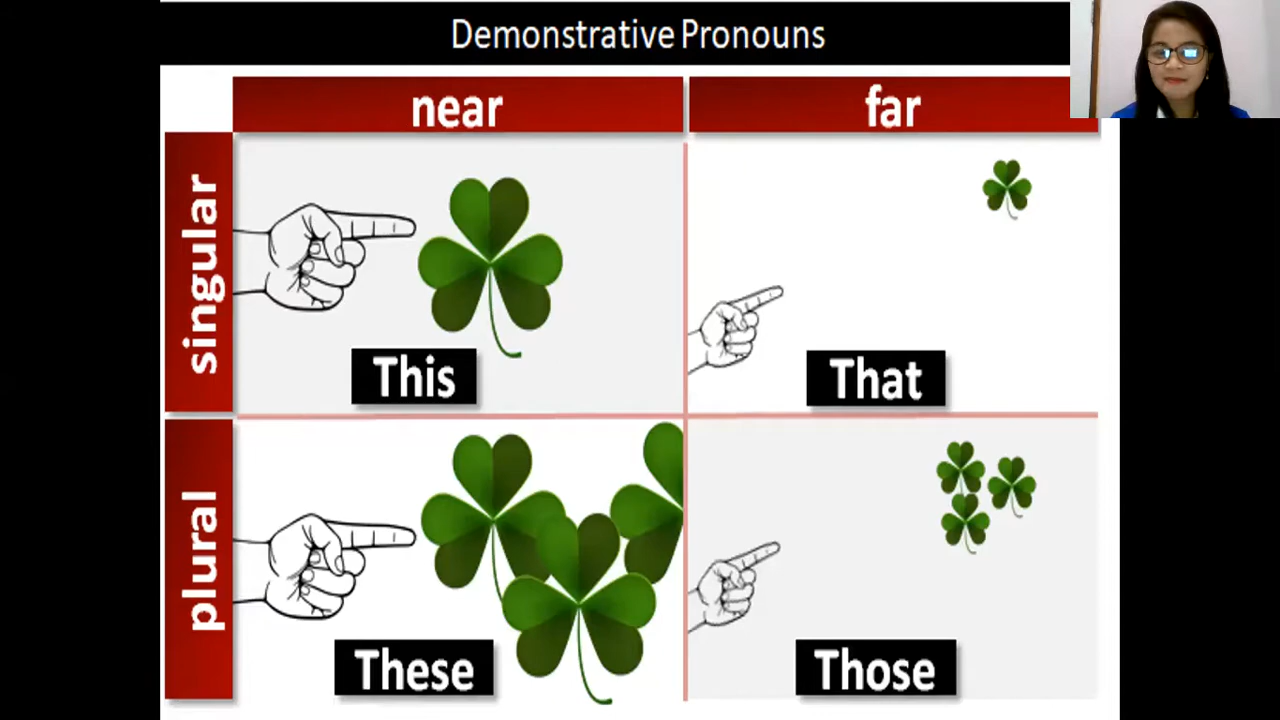 Demonstrative Pronouns
near
far
singular
This
That
plural
These
Those